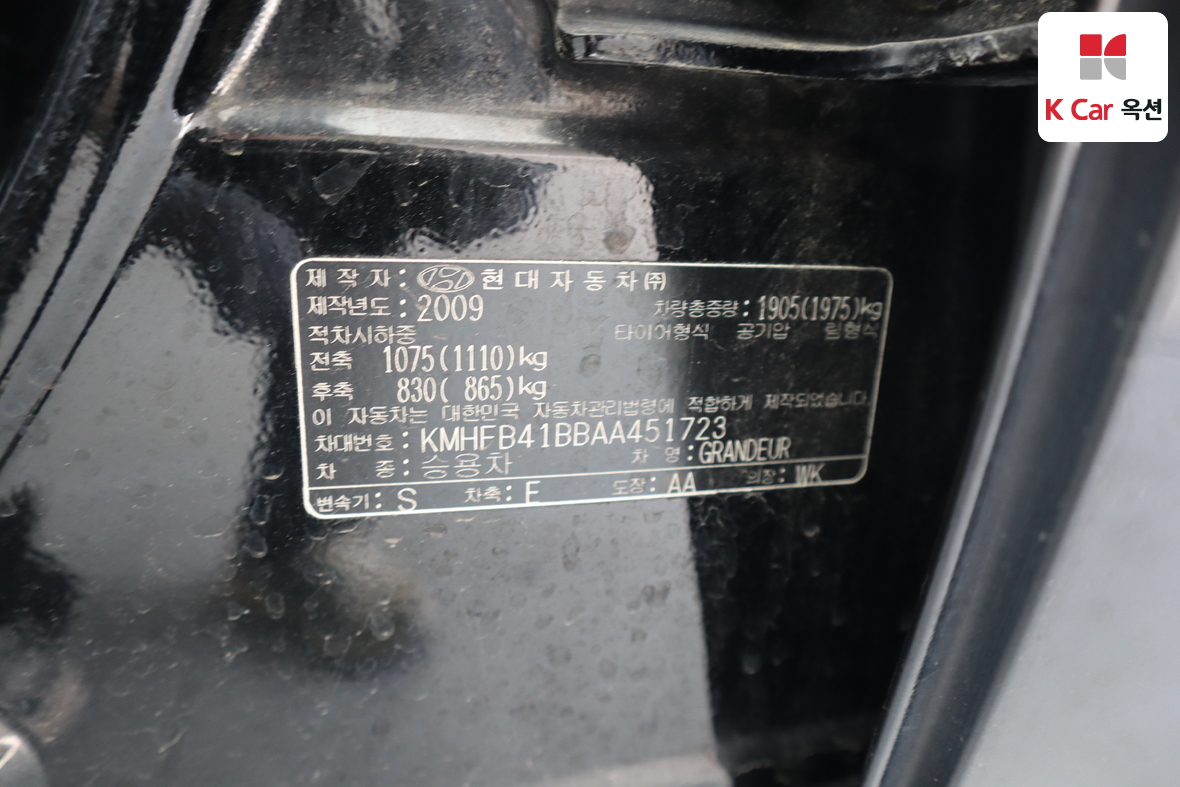 K Car 옥션
제 작 자 : 현 대 자 동 차 ㈜
제작년도 : 2009 차량총중량 : 1905(1975)kg
적차시하중 타이어형식 공기압 림형식
전축 1075(1110)kg
후축 830( 865)kg
이 자동차는 대한민국 자동차관리법령에 적합하게 제작되었습니다.
차대번호 : KMHFB41BBAA451723
차 종 : 승용차 차 명 : GRANDEUR
변속기 : S 차축 : F 도장 : AA 의장 : WK